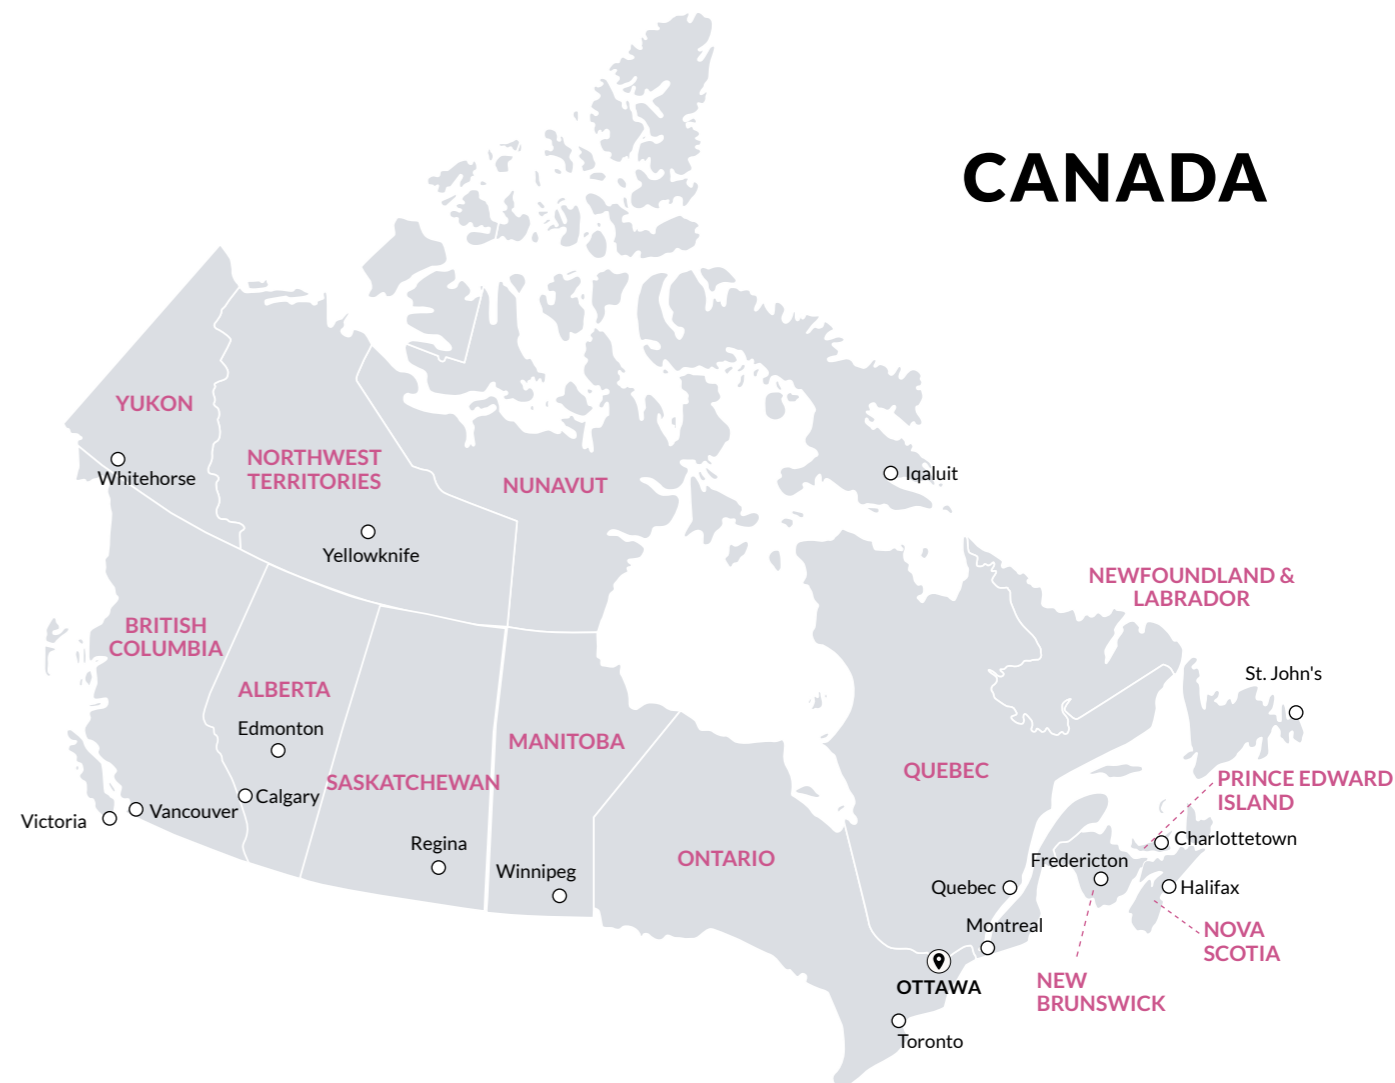 CANADA
YUKON
Whitehorse
NORTHWEST
TERRITORIES
Yellowknife
NUNAVUT
Iqaluit
BRITISH
COLUMBIA
NEWFOUNDLAND &
LABRADOR
St. John's
ALBERTA
Edmonton
Calgary
SASKATCHEWAN
MANITOBA
QUEBEC
PRINCE EDWARD
ISLAND
Victoria
Vancouver
Regina
Winnipeg
ONTARIO
Charlottetown
Fredericton
Quebec
Halifax
Montreal
NOVA
SCOTIA
OTTAWA
NEW
BRUNSWICK
Toronto